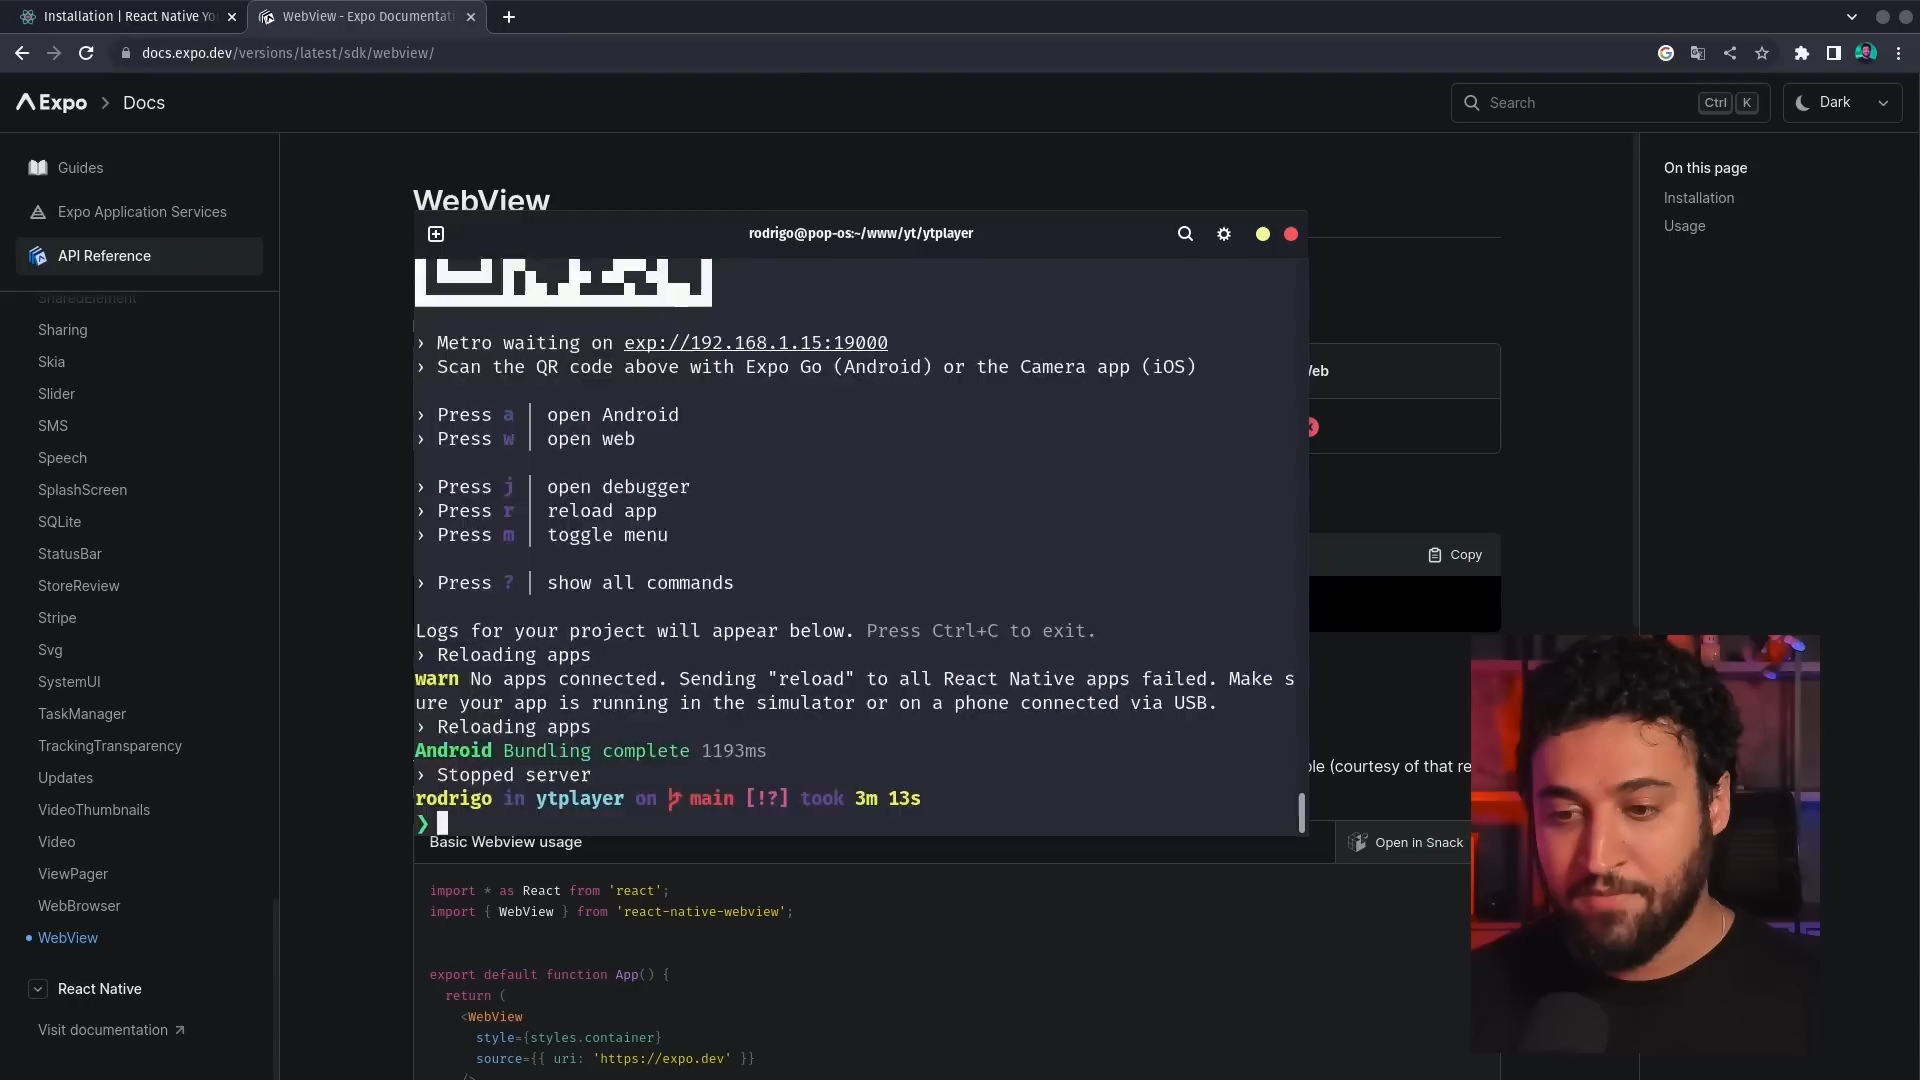 Installation | React Native Yo
WebView - Expo Documentati
docs.expo.dev/versions/latest/sdk/webview/
Expo
Docs
Search
Ctrl K
Dark
Guides
Expo Application Services
API Reference
SharedElement
Sharing
Skia
Slider
SMS
Speech
SplashScreen
SQLite
StatusBar
StoreReview
Stripe
Svg
SystemUI
TaskManager
TrackingTransparency
Updates
VideoThumbnails
Video
ViewPager
WebBrowser
WebView
React Native
Visit documentation ↗
WebView
rodrigo@pop-os:~/www/yt/ytplayer
› Metro waiting on exp://192.168.1.15:19000
› Scan the QR code above with Expo Go (Android) or the Camera app (iOS)
› Press a │ open Android
› Press w │ open web
› Press j │ open debugger
› Press r │ reload app
› Press m │ toggle menu
› Press ? │ show all commands
Logs for your project will appear below. Press Ctrl+C to exit.
› Reloading apps
warn No apps connected. Sending "reload" to all React Native apps failed. Make s
ure your app is running in the simulator or on a phone connected via USB.
› Reloading apps
Android Bundling complete 1193ms
› Stopped server
rodrigo in ytplayer on main [!?] took 3m 13s
❯
eb
Copy
le (courtesy of that re
Basic Webview usage
Open in Snack
import * as React from 'react';
import { WebView } from 'react-native-webview';
export default function App() {
return (
<WebView
style={styles.container}
source={{ uri: 'https://expo.dev' }}
/>
On this page
Installation
Usage